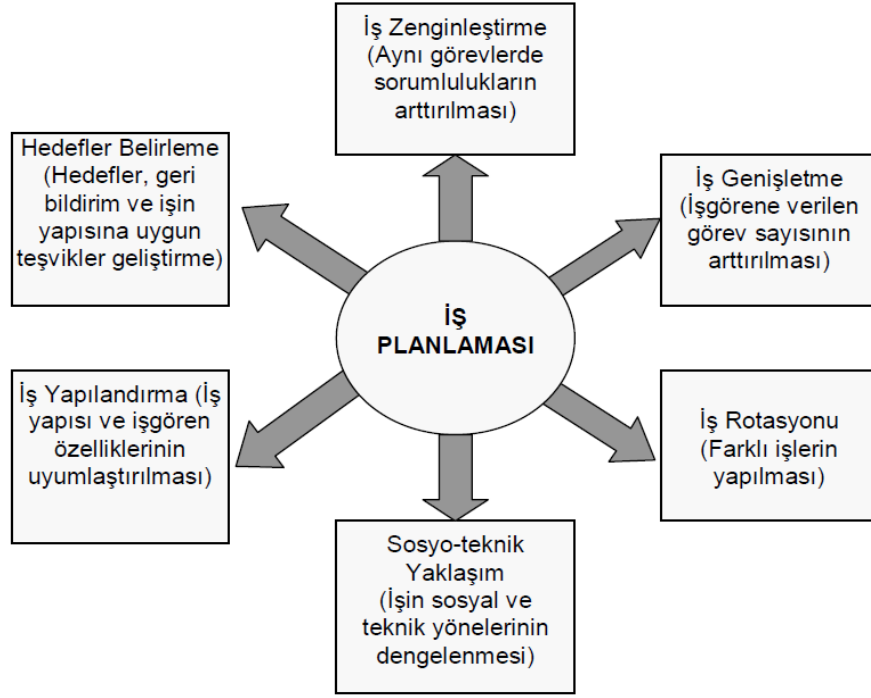 İş Zenginleştirme
(Aynı görevlerde
sorumlulukların
arttırılması)
Hedefler Belirleme
(Hedefler, geri
bildirim ve işin
yapısına uygun
teşvikler geliştirme)
İş Genişletme
(İşgörene verilen
görev sayısının
arttırılması)
İŞ
PLANLAMASI
İş Yapılandırma (İş
yapısı ve işgören
özelliklerinin
uyumlaştırılması)
İş Rotasyonu
(Farklı işlerin
yapılması)
Sosyo-teknik
Yaklaşım
(İşin sosyal ve
teknik yönelerinin
dengelenmesi)